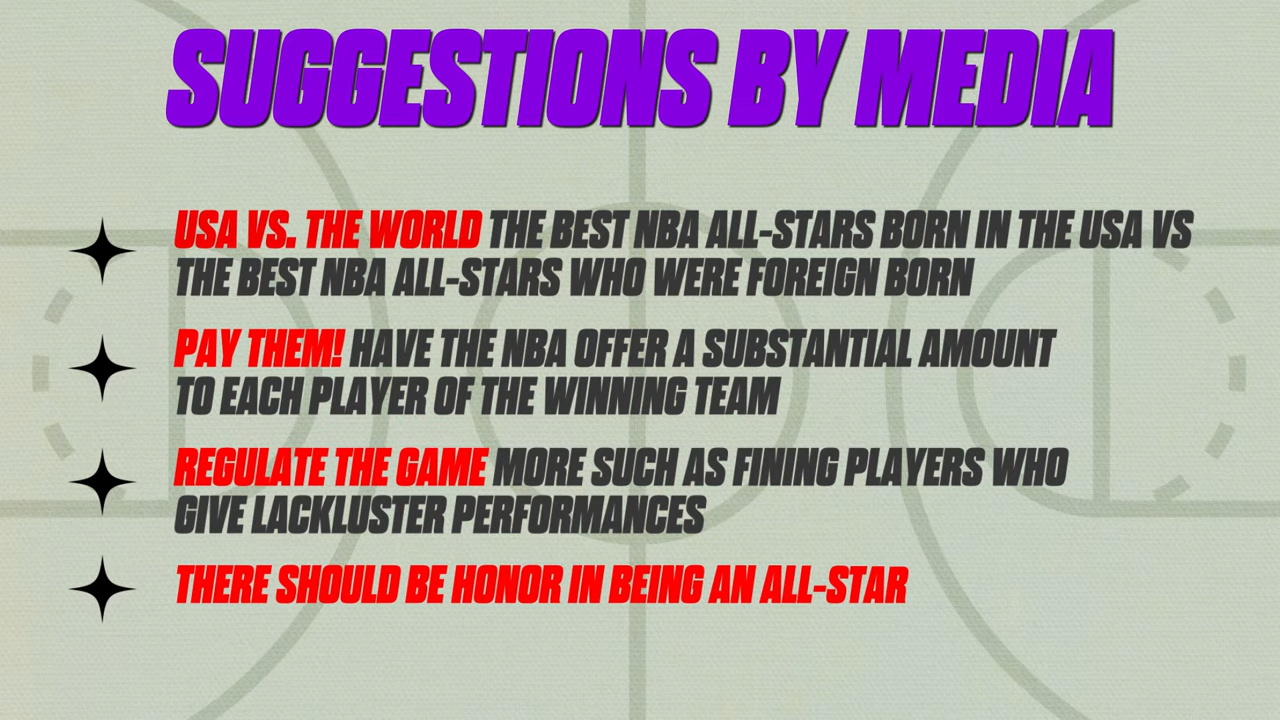 SUGGESTIONS BY MEDIA
USA VS. THE WORLD THE BEST NBA ALL-STARS BORN IN THE USA VS
THE BEST NBA ALL-STARS WHO WERE FOREIGN BORN
PAY THEM! HAVE THE NBA OFFER A SUBSTANTIAL AMOUNT
TO EACH PLAYER OF THE WINNING TEAM
REGULATE THE GAME MORE SUCH AS FINING PLAYERS WHO
GIVE LACKLUSTER PERFORMANCES
THERE SHOULD BE HONOR IN BEING AN ALL-STAR